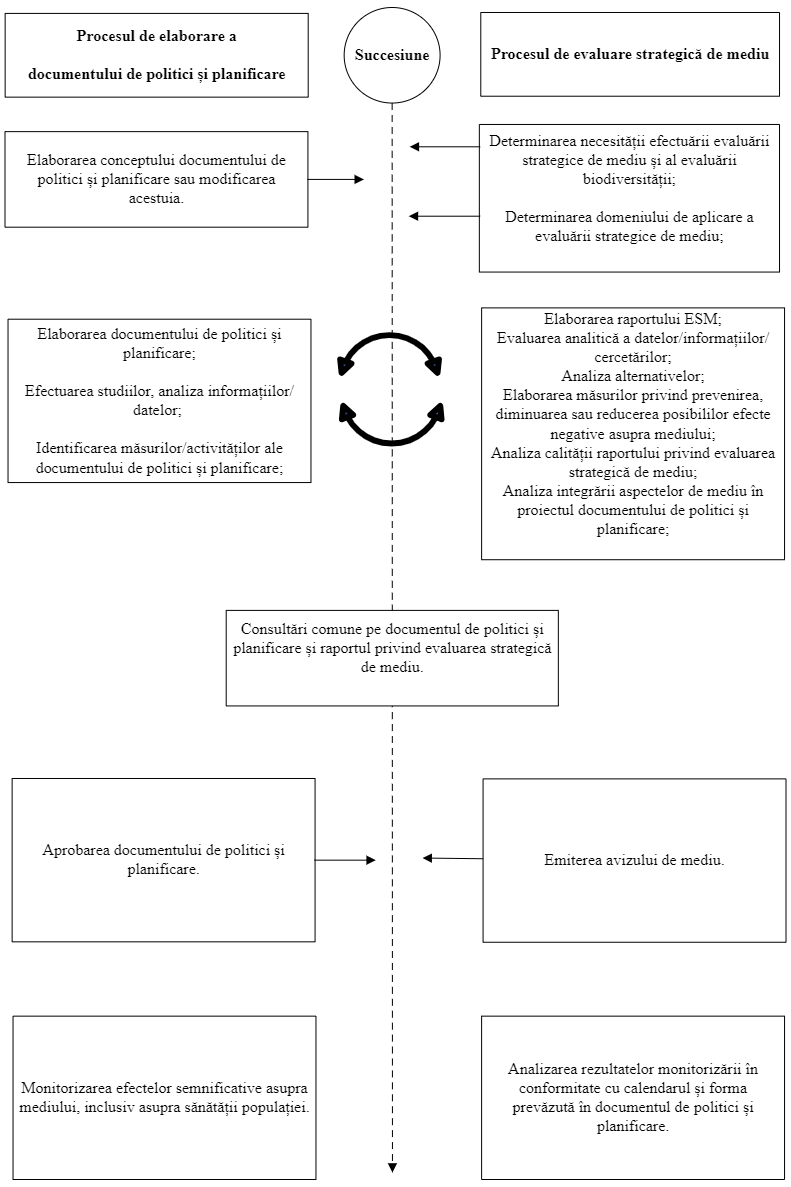 Procesul de elaborare a
documentului de politici și planificare
Succesiune
Procesul de evaluare strategică de mediu
Elaborarea conceptului documentului de
politici și planificare sau modificarea
acestuia.
Determinarea necesității efectuării evaluării
strategice de mediu și al evaluării
biodiversității;
Determinarea domeniului de aplicare a
evaluării strategice de mediu;
Elaborarea documentului de politici și
planificare;
Efectuarea studiilor, analiza informațiilor/
datelor;
Identificarea măsurilor/activităților ale
documentului de politici și planificare;
Elaborarea raportului ESM;
Evaluarea analitică a datelor/informațiilor/
cercetărilor;
Analiza alternativelor;
Elaborarea măsurilor privind prevenirea,
diminuarea sau reducerea posibililor efecte
negative asupra mediului;
Analiza calității raportului privind evaluarea
strategică de mediu;
Analiza integrării aspectelor de mediu în
proiectul documentului de politici și
planificare;
Consultări comune pe documentul de politici și
planificare și raportul privind evaluarea strategică
de mediu.
Aprobarea documentului de politici și
planificare.
Emiterea avizului de mediu.
Monitorizarea efectelor semnificative asupra
mediului, inclusiv asupra sănătății populației.
Analizarea rezultatelor monitorizării în
conformitate cu calendarul și forma
prevăzută în documentul de politici și
planificare.